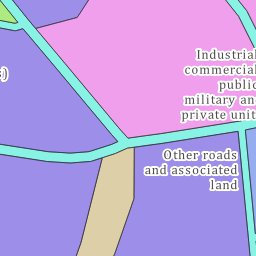 s)
Industrial
commercial
public
military an
private unit
Other roads
and associated
land